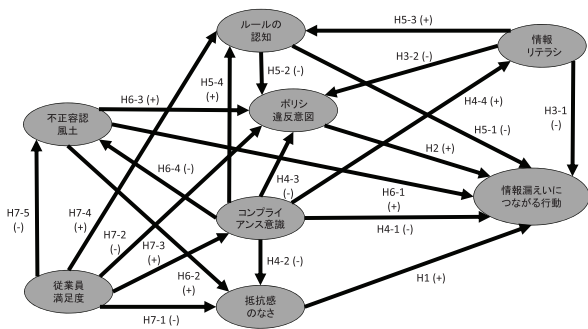 ルールの
認知
情報
リテラシ
H5-3 (+)
H3-2 (-)
H5-2 (-)
H5-4
(+)
H6-3 (+)
ポリシ
違反意図
H4-4 (+)
H3-1
(-)
不正容認
風土
H5-1 (-)
H2 (+)
H6-4 (-)
H4-3
(-)
H6-1
(+)
情報漏えいに
つながる行動
H7-5
(-)
H7-4
(+)
H7-2
(-)
H7-3
(+)
コンプライ
アンス意識
H4-1 (-)
H6-2
(+)
H4-2 (-)
従業員
満足度
H1 (+)
抵抗感
のなさ
H7-1 (-)